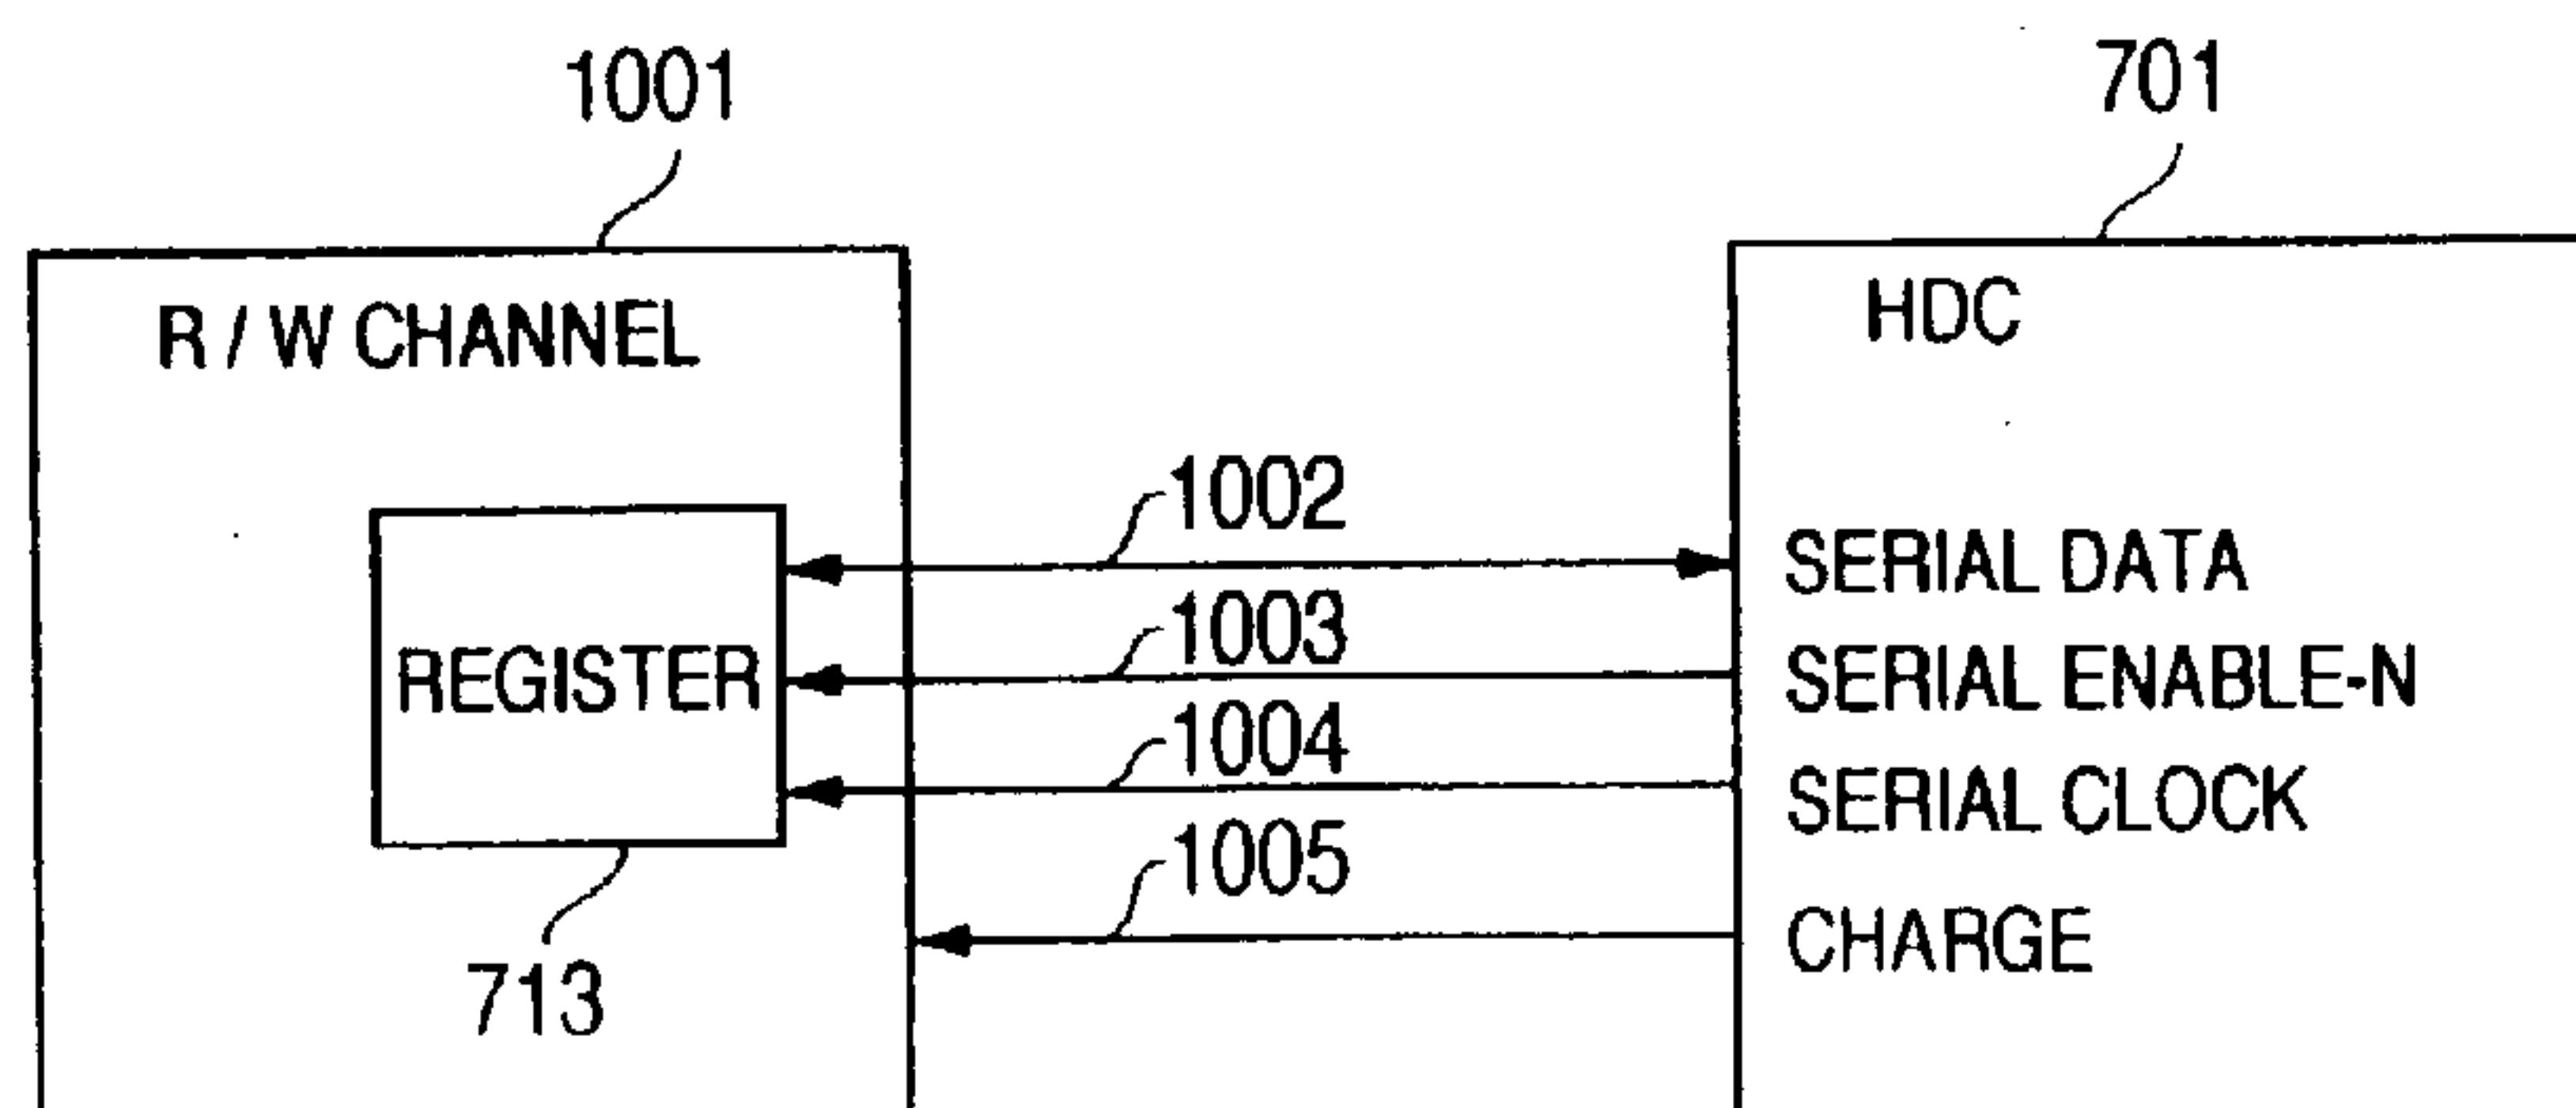 1001
701
R / W CHANNEL
HDC
1002
SERIAL DATA
1003
REGISTER
SERIAL ENABLE-N
1004
SERIAL CLOCK
1005
CHARGE
713